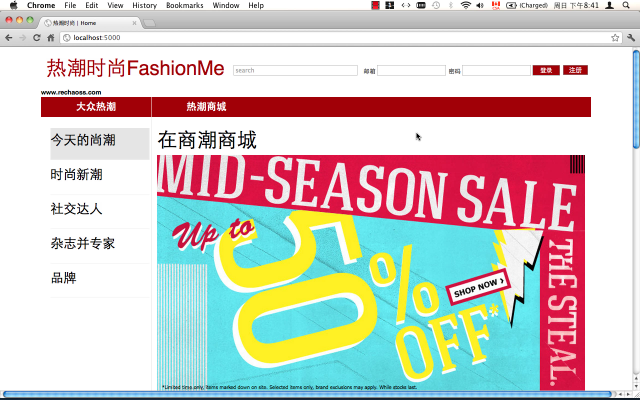 Chrome File Edit View History Bookmarks Window Help (Charged) 周日 下午8:41
热潮时尚 | Home
localhost:5000
热潮时尚FashionMe search 邮箱 密码 登录 注册
www.rechaoss.com
大众热潮 热潮商城
今天的尚潮
时尚新潮
社交达人
杂志并专家
品牌
在商潮商城
MID-SEASON SALE
Up to
50%
OFF*
SHOP NOW ›
THE STEAL.
*Limited time only, items marked down on site. Selected items only, brand exclusions may apply. While stocks last.